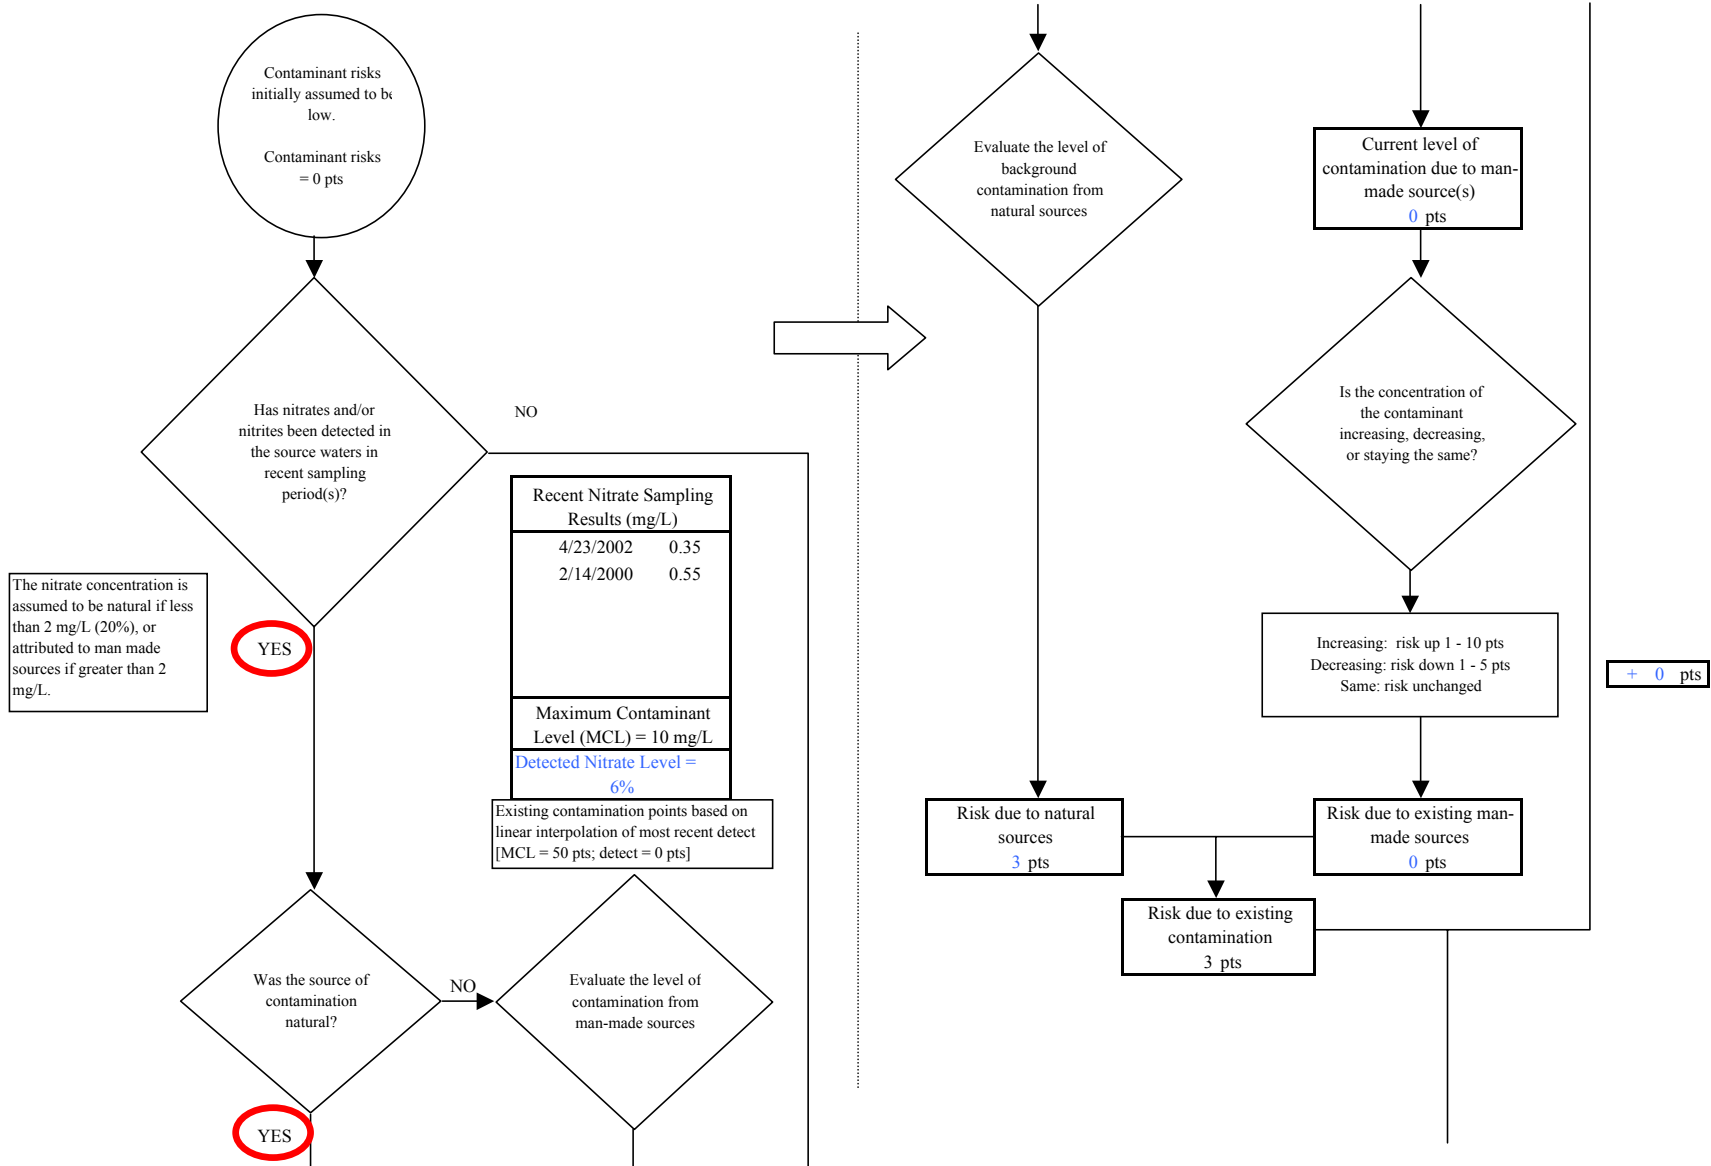 Contaminant risks
initially assumed to be
low.
Contaminant risks
= 0 pts
Has nitrates and/or
nitrites been detected in
the source waters in
recent sampling
period(s)?
NO
Recent Nitrate Sampling
Results (mg/L)
4/23/2002 0.35
2/14/2000 0.55
Maximum Contaminant
Level (MCL) = 10 mg/L
Detected Nitrate Level =
6%
Existing contamination points based on
linear interpolation of most recent detect
[MCL = 50 pts; detect = 0 pts]
The nitrate concentration is
assumed to be natural if less
than 2 mg/L (20%), or
attributed to man made
sources if greater than 2
mg/L.
YES
Was the source of
contamination
natural?
NO
Evaluate the level of
contamination from
man-made sources
YES
Evaluate the level of
background
contamination from
natural sources
Current level of
contamination due to man-
made source(s)
0 pts
Is the concentration of
the contaminant
increasing, decreasing,
or staying the same?
Increasing: risk up 1 - 10 pts
Decreasing: risk down 1 - 5 pts
Same: risk unchanged
+ 0 pts
Risk due to natural
sources
3 pts
Risk due to existing man-
made sources
0 pts
Risk due to existing
contamination
3 pts